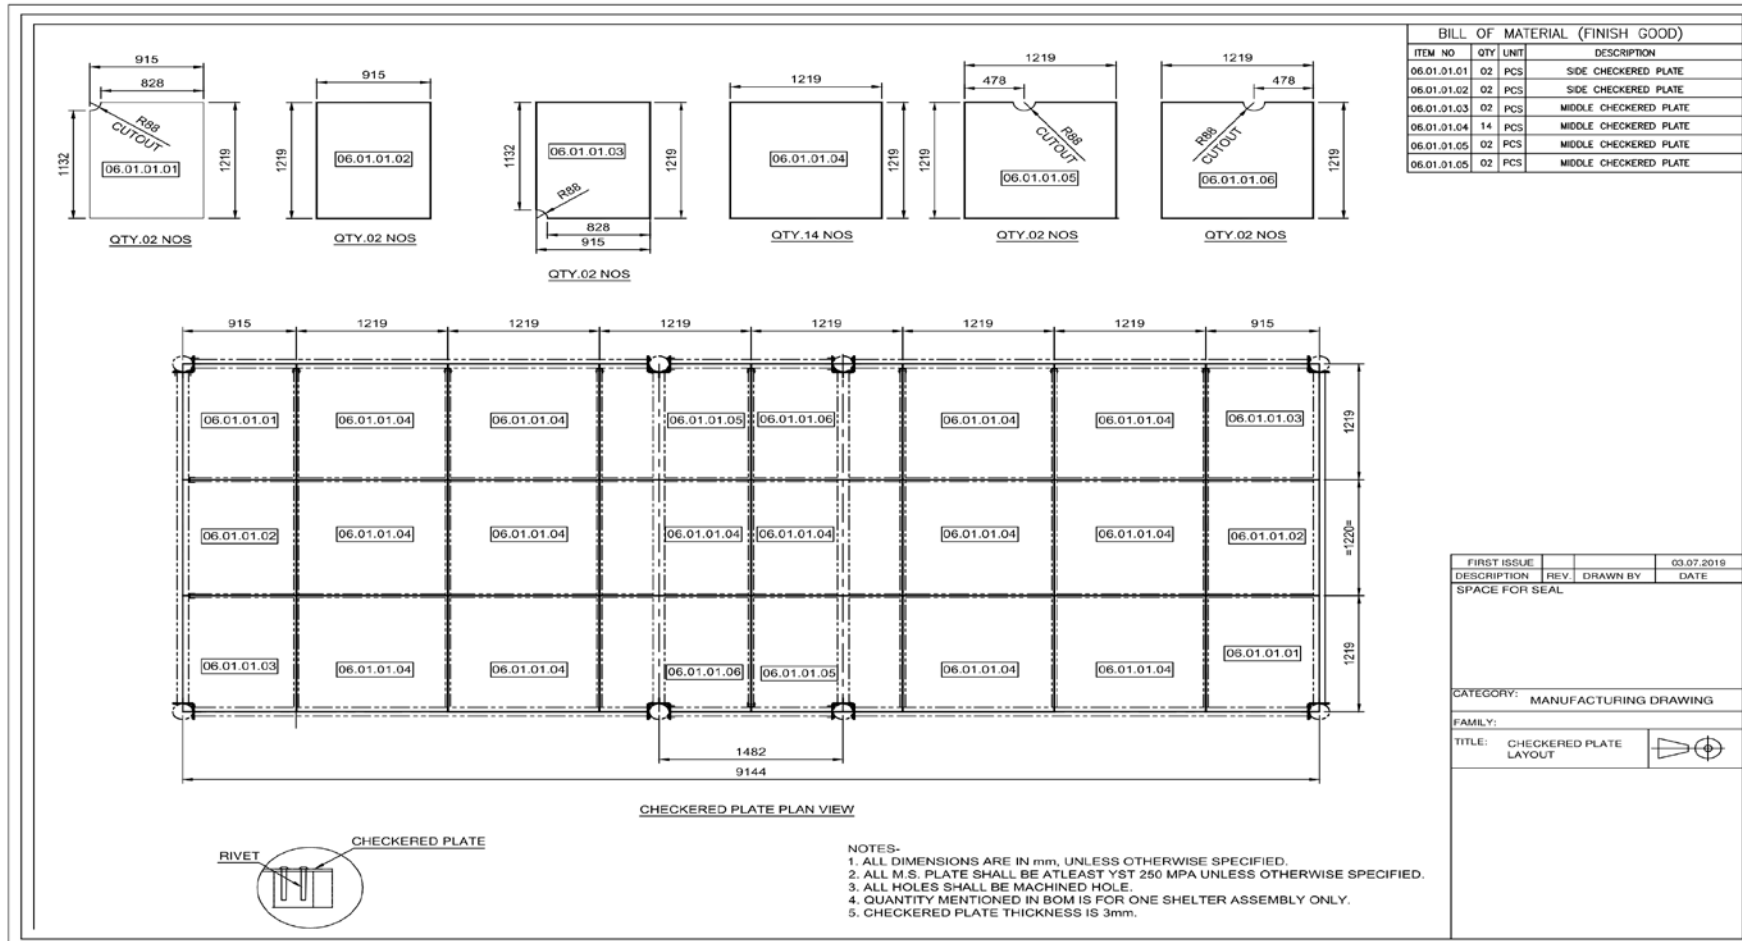 BILL OF MATERIAL (FINISH GOOD)
ITEM NO QTY UNIT DESCRIPTION
06.01.01.01 02 PCS SIDE CHECKERED PLATE
06.01.01.02 02 PCS SIDE CHECKERED PLATE
06.01.01.03 02 PCS MIDDLE CHECKERED PLATE
06.01.01.04 14 PCS MIDDLE CHECKERED PLATE
06.01.01.05 02 PCS MIDDLE CHECKERED PLATE
06.01.01.05 02 PCS MIDDLE CHECKERED PLATE
915
828
R88
CUTOUT
1132
1219
06.01.01.01
QTY.02 NOS
915
1219
06.01.01.02
QTY.02 NOS
1132
06.01.01.03
1219
R88
828
915
QTY.02 NOS
1219
06.01.01.04
1219
QTY.14 NOS
1219
478
R88
CUTOUT
1219
06.01.01.05
QTY.02 NOS
1219
478
R88
CUTOUT
1219
06.01.01.06
QTY.02 NOS
915 1219 1219 1219 1219 1219 1219 915
06.01.01.01 06.01.01.04 06.01.01.04 06.01.01.05 06.01.01.06 06.01.01.04 06.01.01.04 06.01.01.03 1219
06.01.01.02 06.01.01.04 06.01.01.04 06.01.01.04 06.01.01.04 06.01.01.04 06.01.01.04 06.01.01.02 =1220=
06.01.01.03 06.01.01.04 06.01.01.04 06.01.01.06 06.01.01.05 06.01.01.04 06.01.01.04 06.01.01.01 1219
1482
9144
CHECKERED PLATE PLAN VIEW
CHECKERED PLATE
RIVET
NOTES-
1. ALL DIMENSIONS ARE IN mm, UNLESS OTHERWISE SPECIFIED.
2. ALL M.S. PLATE SHALL BE ATLEAST YST 250 MPA UNLESS OTHERWISE SPECIFIED.
3. ALL HOLES SHALL BE MACHINED HOLE.
4. QUANTITY MENTIONED IN BOM IS FOR ONE SHELTER ASSEMBLY ONLY.
5. CHECKERED PLATE THICKNESS IS 3mm.
FIRST ISSUE 03.07.2019
DESCRIPTION REV. DRAWN BY DATE
SPACE FOR SEAL
CATEGORY: MANUFACTURING DRAWING
FAMILY:
TITLE: CHECKERED PLATE
LAYOUT